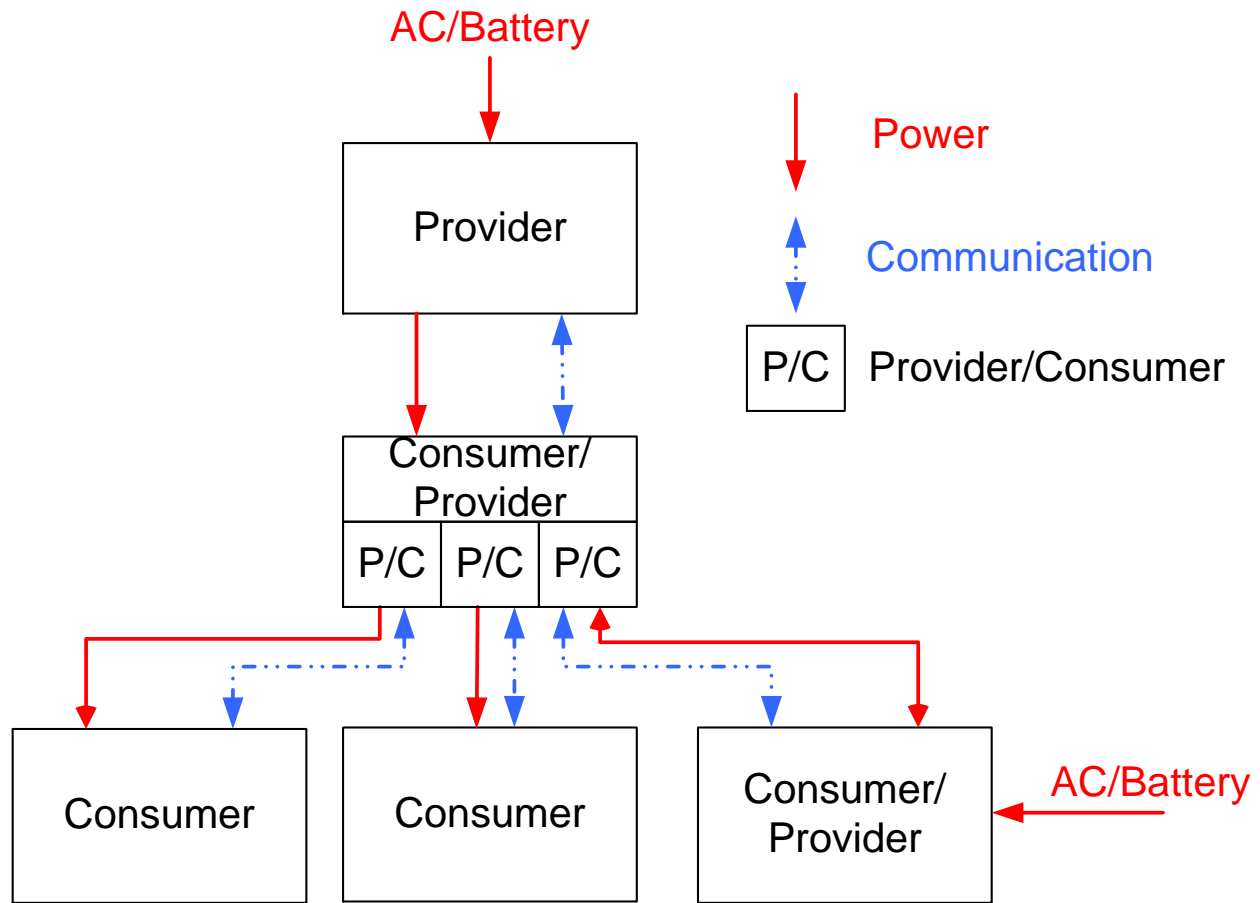 AC/Battery
Power
Provider
Communication
P/C Provider/Consumer
Consumer/
Provider
P/C P/C P/C
Consumer
Consumer
Consumer/
Provider
AC/Battery